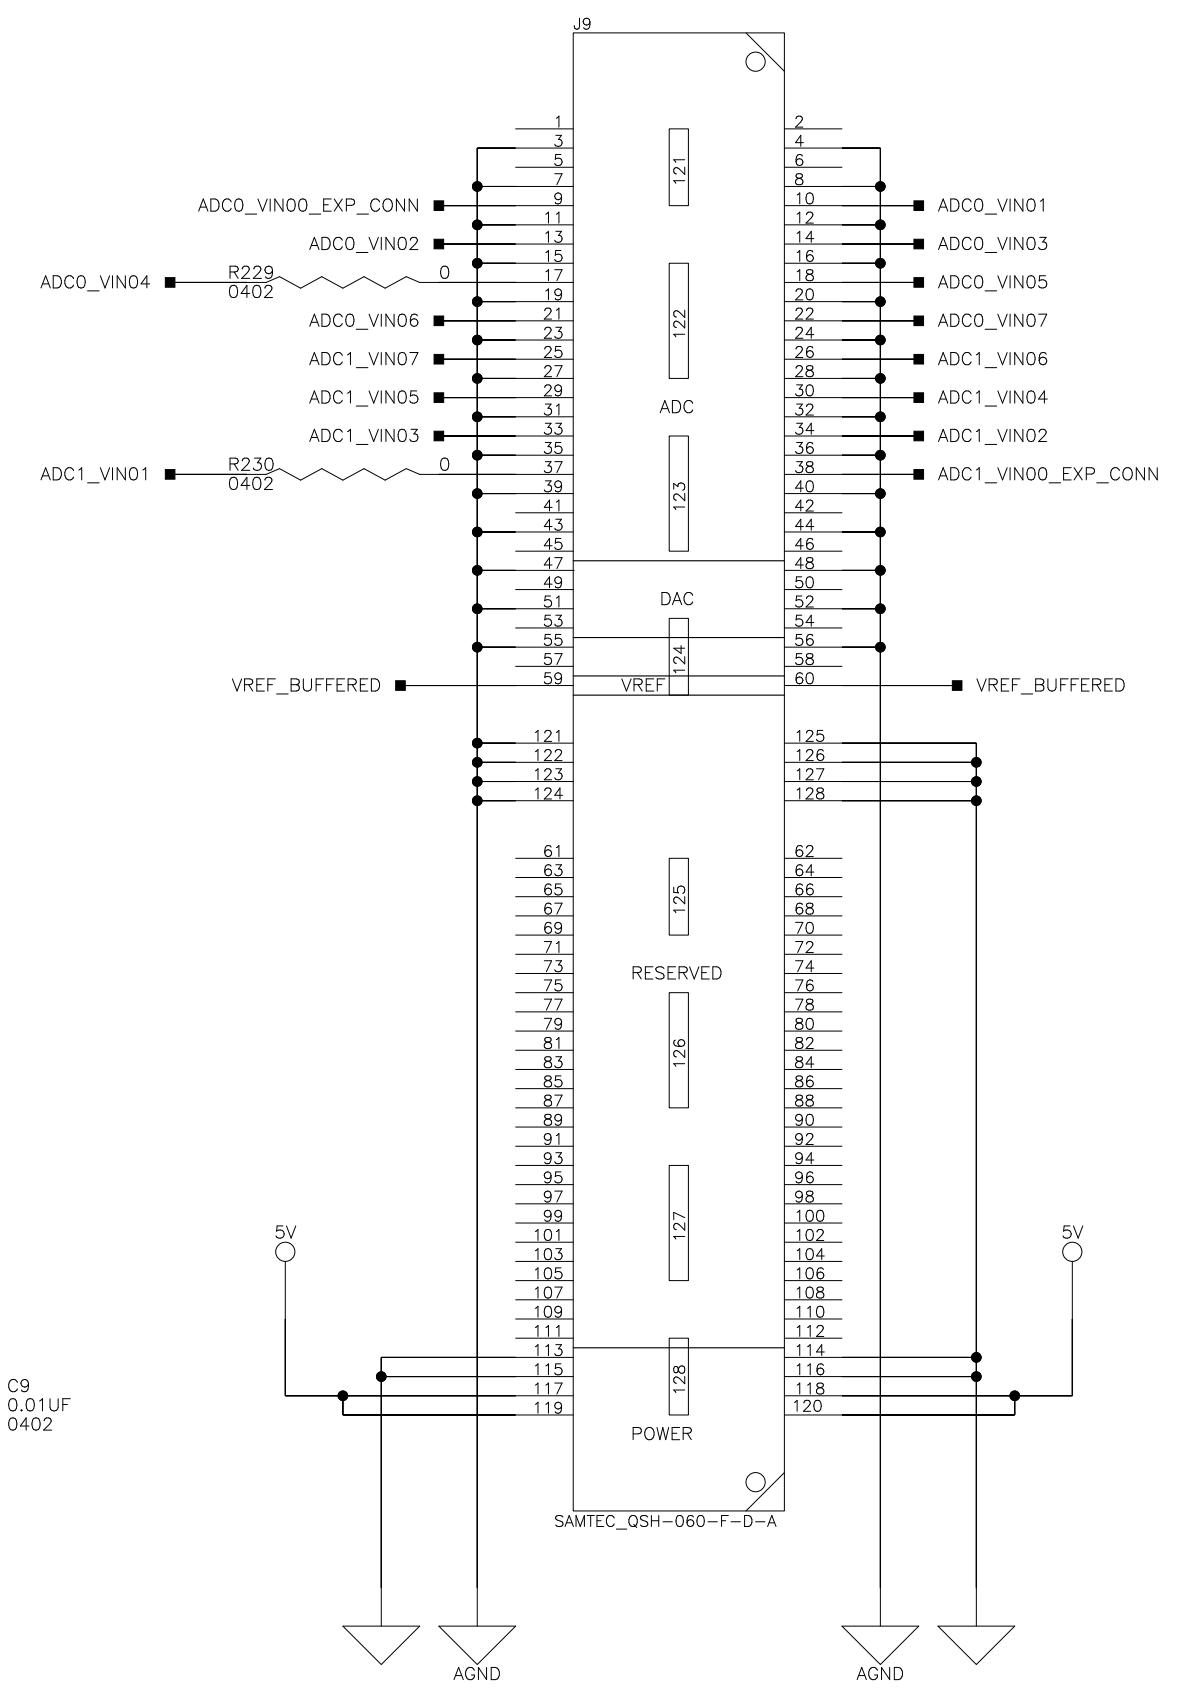 J9
1 2
3 4
5 121 6
7 8
ADC0_VIN00_EXP_CONN 9 10 ADC0_VIN01
11 12
ADC0_VIN02 13 14 ADC0_VIN03
15 16
ADC0_VIN04 R229 0 17 18 ADC0_VIN05
0402
19 20
ADC0_VIN06 21 122 22 ADC0_VIN07
23 24
ADC1_VIN07 25 26 ADC1_VIN06
27 28
ADC1_VIN05 29 30 ADC1_VIN04
31 ADC 32
ADC1_VIN03 33 34 ADC1_VIN02
35 36
ADC1_VIN01 R230 0 37 38 ADC1_VIN00_EXP_CONN
0402
39 123 40
41 42
43 44
45 46
47 48
49 50
51 DAC 52
53 54
55 56
57 124 58
VREF_BUFFERED 59 VREF 60 VREF_BUFFERED
121 125
122 126
123 127
124 128
61 62
63 64
65 125 66
67 68
69 70
71 72
73 RESERVED 74
75 76
77 78
79 80
81 126 82
83 84
85 86
87 88
89 90
91 92
93 94
95 96
97 98
99 127 100
5V 101 102 5V
103 104
105 106
107 108
109 110
111 112
113 114
115 128 116
117 118
119 120
C9
0.01UF
0402
POWER
SAMTEC_QSH-060-F-D-A
AGND AGND